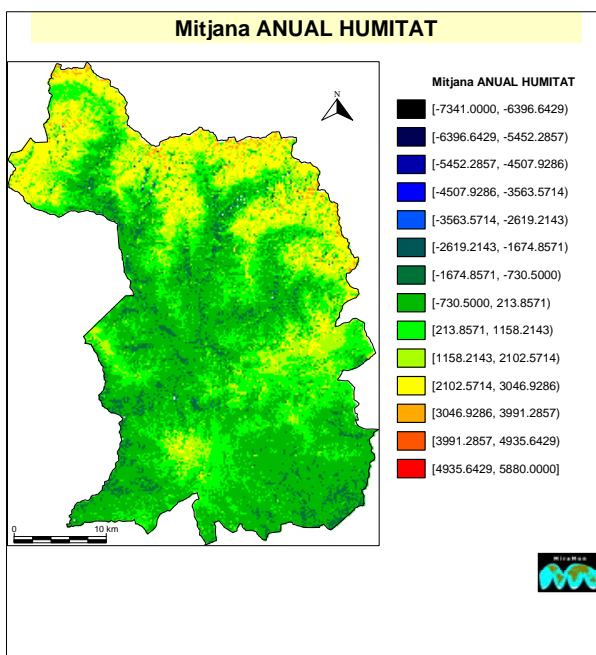 Mitjana ANUAL HUMITAT
N
Mitjana ANUAL HUMITAT
[-7341.0000, -6396.6429)
[-6396.6429, -5452.2857)
[-5452.2857, -4507.9286)
[-4507.9286, -3563.5714)
[-3563.5714, -2619.2143)
[-2619.2143, -1674.8571)
[-1674.8571, -730.5000)
[-730.5000, 213.8571)
[213.8571, 1158.2143)
[1158.2143, 2102.5714)
[2102.5714, 3046.9286)
[3046.9286, 3991.2857)
[3991.2857, 4935.6429)
[4935.6429, 5880.0000]
0 10 km
MiraMon